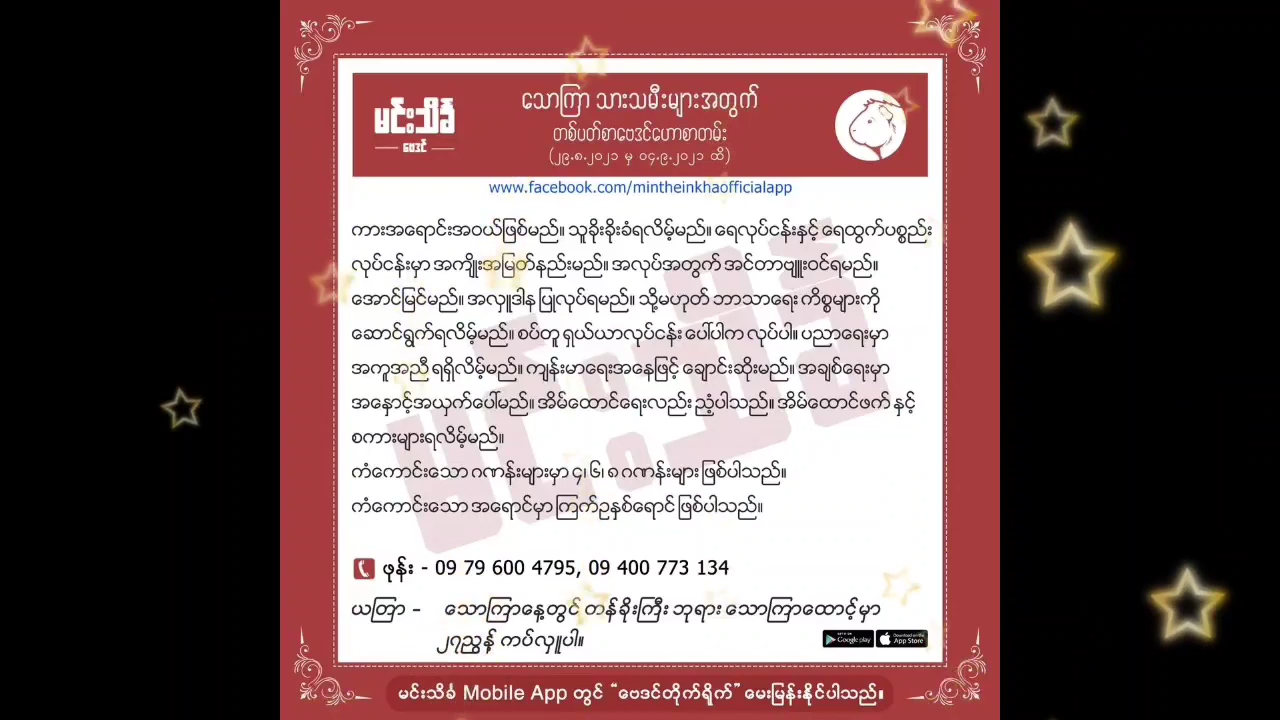 မင်းသိင်္ခ
ဗေဒင်
သောကြာ သားသမီးများအတွက်
တစ်ပတ်စာဗေဒင်ဟောစာတမ်း
(၂၉.၈.၂၀၂၁ မှ ၀၄.၉.၂၀၂၁ ထိ)
www.facebook.com/mintheinkhaofficialapp
ကားအရောင်းအဝယ်ဖြစ်မည်။ သူခိုးခိုးခံရလိမ့်မည်။ ရေလုပ်ငန်းနှင့် ရေထွက်ပစ္စည်း
လုပ်ငန်းမှာ အကျိုးအမြတ်နည်းမည်။ အလုပ်အတွက် အင်တာဗျူးဝင်ရမည်။
အောင်မြင်မည်။ အလှူဒါန ပြုလုပ်ရမည်။ သို့မဟုတ် ဘာသာရေး ကိစ္စများကို
ဆောင်ရွက်ရလိမ့်မည်။ စပ်တူ ရှယ်ယာလုပ်ငန်း ပေါ်ပါက လုပ်ပါ။ ပညာရေးမှာ
အကူအညီ ရရှိလိမ့်မည်။ ကျန်းမာရေးအနေဖြင့် ချောင်းဆိုးမည်။ အချစ်ရေးမှာ
အနှောင့်အယှက်ပေါ်မည်။ အိမ်ထောင်ရေးလည်း ညံ့ပါသည်။ အိမ်ထောင်ဖက် နှင့်
စကားများရလိမ့်မည်။
ကံကောင်းသော ဂဏန်းများမှာ ၄၊ ၆၊ ၈ ဂဏန်းများ ဖြစ်ပါသည်။
ကံကောင်းသော အရောင်မှာ ကြက်ဥနှစ်ရောင် ဖြစ်ပါသည်။
ဖုန်း - 09 79 600 4795, 09 400 773 134
ယတြာ - သောကြာနေ့တွင် တန်ခိုးကြီး ဘုရား သောကြာထောင့်မှာ
၂၇ညွန့် ကပ်လှူပါ။
GET IT ON Google play
Download on the App Store
မင်းသိင်္ခ Mobile App တွင် “ဗေဒင်တိုက်ရိုက်” မေးမြန်းနိုင်ပါသည်။